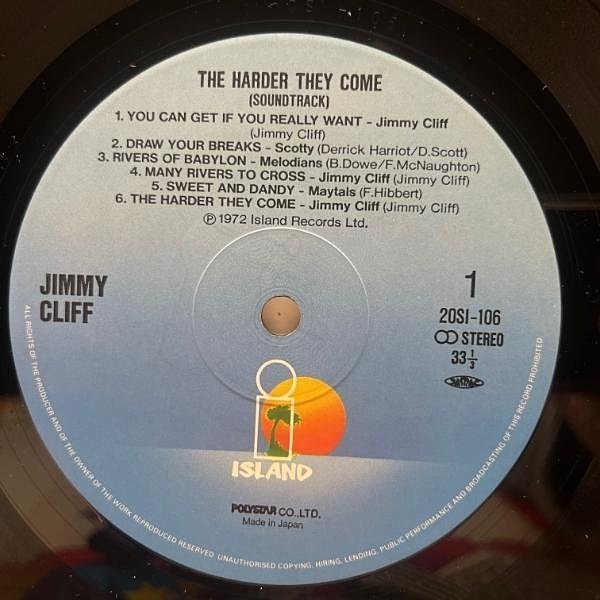 THE HARDER THEY COME
(SOUNDTRACK)
1. YOU CAN GET IF YOU REALLY WANT - Jimmy Cliff
(Jimmy Cliff)
2. DRAW YOUR BREAKS - Scotty (Derrick Harriot/D.Scott)
3. RIVERS OF BABYLON - Melodians (B.Dowe/F.McNaughton)
4. MANY RIVERS TO CROSS - Jimmy Cliff (Jimmy Cliff)
5. SWEET AND DANDY - Maytals (F.Hibbert)
6. THE HARDER THEY COME - Jimmy Cliff (Jimmy Cliff)
℗ 1972 Island Records Ltd.
JIMMY
CLIFF
1
20SI-106
STEREO
33 1/3
ISLAND
POLYSTAR CO.,LTD.
Made in Japan
ALL RIGHTS OF THE PRODUCER AND OF THE OWNER OF THE WORK REPRODUCED RESERVED. UNAUTHORISED COPYING, HIRING, LENDING, PUBLIC PERFORMANCE AND BROADCASTING OF THIS RECORD PROHIBITED